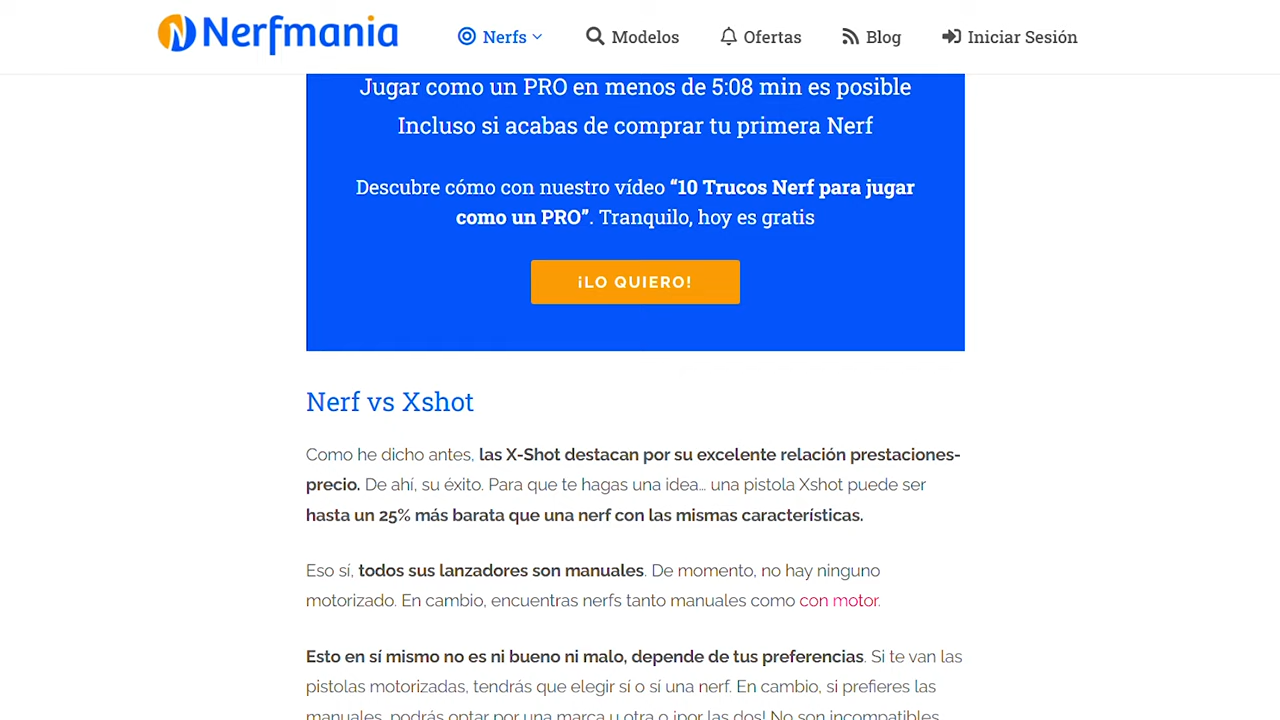 Nerfmania
Nerfs
Modelos
Ofertas
Blog
Iniciar Sesión
Jugar como un PRO en menos de 5:08 min es posible
Incluso si acabas de comprar tu primera Nerf
Descubre cómo con nuestro vídeo “10 Trucos Nerf para jugar
como un PRO”. Tranquilo, hoy es gratis
¡LO QUIERO!
Nerf vs Xshot
Como he dicho antes, las X-Shot destacan por su excelente relación prestaciones-
precio. De ahí, su éxito. Para que te hagas una idea… una pistola Xshot puede ser
hasta un 25% más barata que una nerf con las mismas características.
Eso sí, todos sus lanzadores son manuales. De momento, no hay ninguno
motorizado. En cambio, encuentras nerfs tanto manuales como con motor.
Esto en sí mismo no es ni bueno ni malo, depende de tus preferencias. Si te van las
pistolas motorizadas, tendrás que elegir sí o sí una nerf. En cambio, si prefieres las
manuales, podrás optar por una marca u otra o ¡por las dos! No son incompatibles